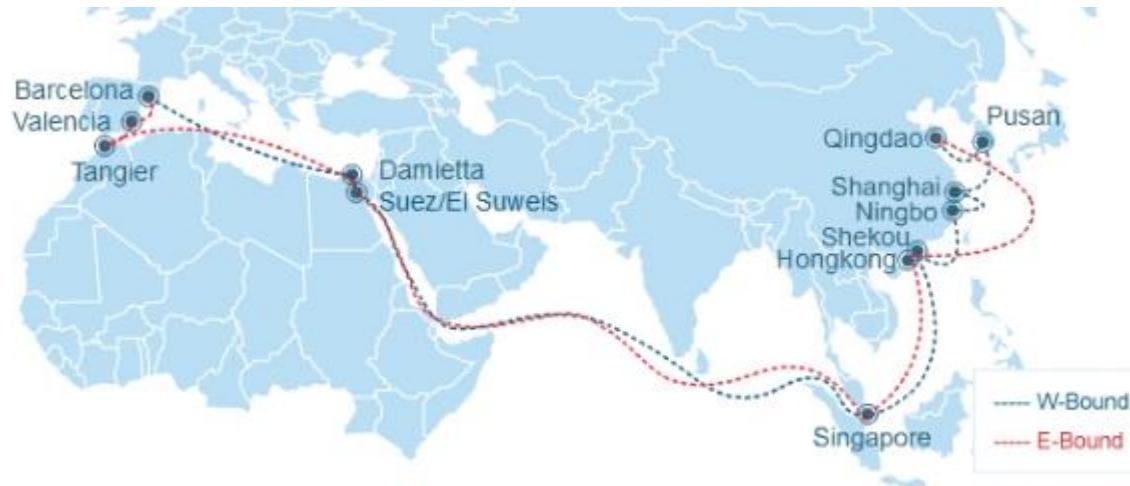 Barcelona
Valencia
Tangier
Damietta
Suez/El Suweis
Qingdao
Pusan
Shanghai
Ningbo
Shekou
Hongkong
Singapore
W-Bound
E-Bound